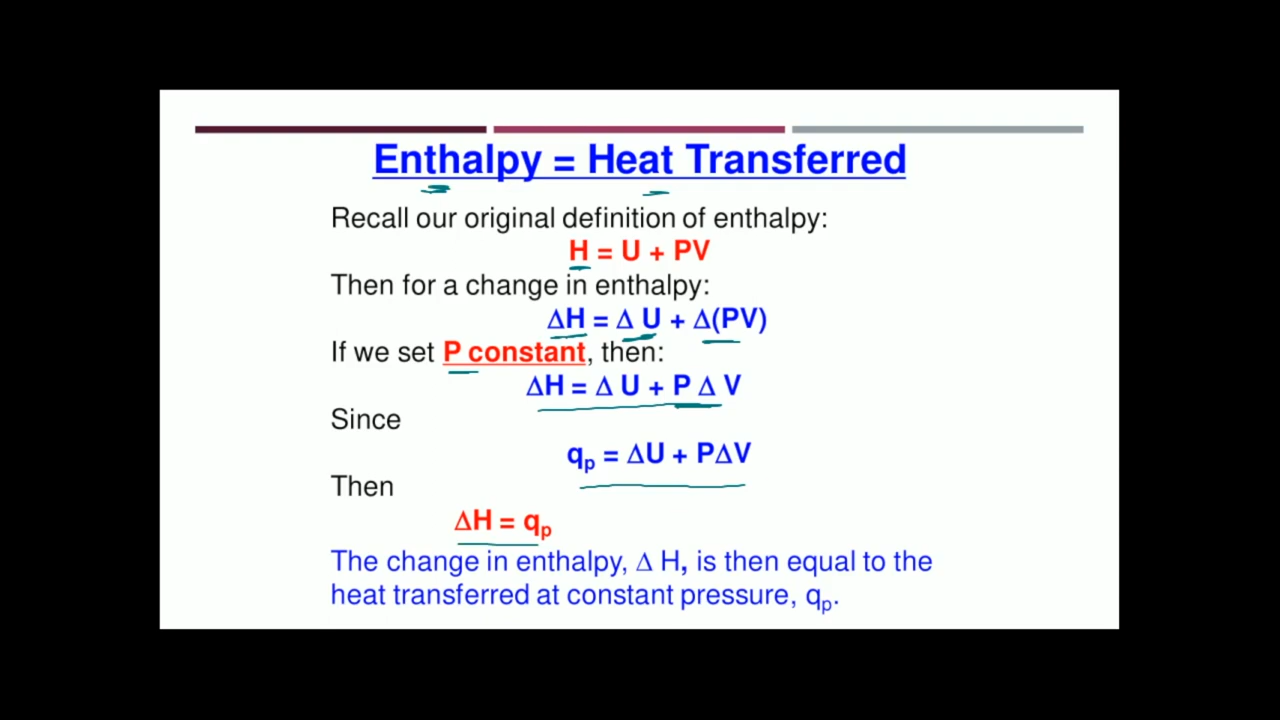 Enthalpy = Heat Transferred
Recall our original definition of enthalpy:
H = U + PV
Then for a change in enthalpy:
ΔH = Δ U + Δ(PV)
If we set P constant, then:
ΔH = Δ U + P Δ V
Since
qₚ = ΔU + PΔV
Then
ΔH = qₚ
The change in enthalpy, Δ H, is then equal to the
heat transferred at constant pressure, qₚ.